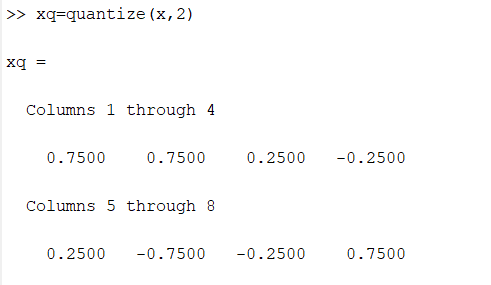 >> xq=quantize(x,2)
xq =
Columns 1 through 4
0.7500 0.7500 0.2500 -0.2500
Columns 5 through 8
0.2500 -0.7500 -0.2500 0.7500